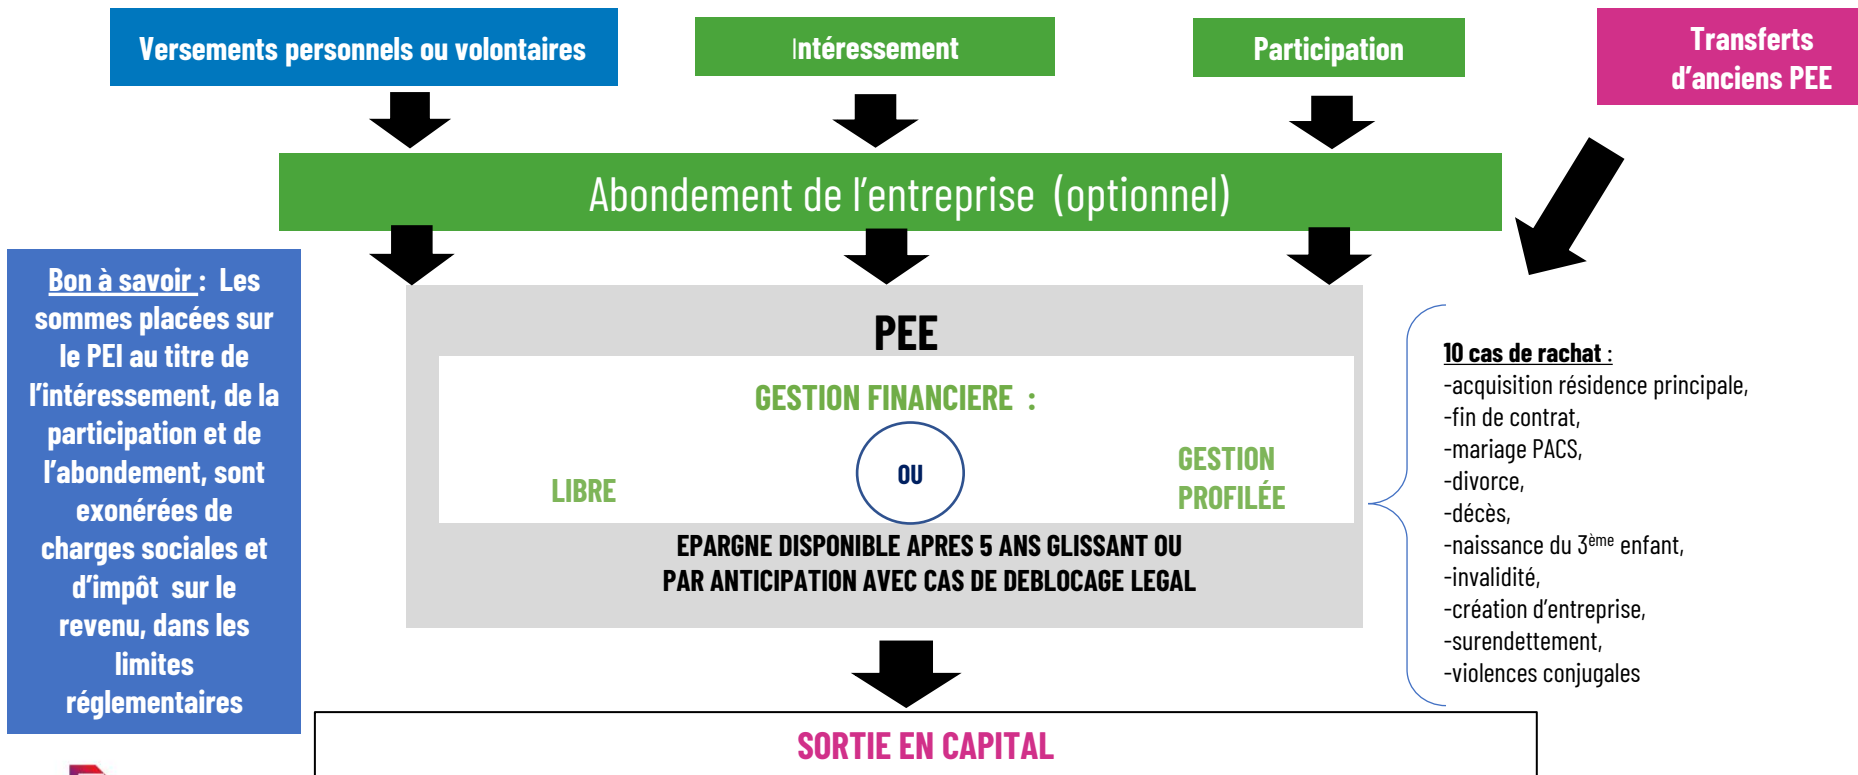 Versements personnels ou volontaires
Intéressement
Participation
Transferts
d'anciens PEE
Abondement de l'entreprise (optionnel)
Bon à savoir : Les
sommes placées sur
le PEI au titre de
l'intéressement, de la
participation et de
l'abondement, sont
exonérées de
charges sociales et
d'impôt sur le
revenu, dans les
limites
réglementaires
PEE
GESTION FINANCIERE :
LIBRE
OU
GESTION
PROFILÉE
EPARGNE DISPONIBLE APRES 5 ANS GLISSANT OU
PAR ANTICIPATION AVEC CAS DE DEBLOCAGE LEGAL
10 cas de rachat :
-acquisition résidence principale,
-fin de contrat,
-mariage PACS,
-divorce,
-décès,
-naissance du 3ème enfant,
-invalidité,
-création d'entreprise,
-surendettement,
-violences conjugales
SORTIE EN CAPITAL